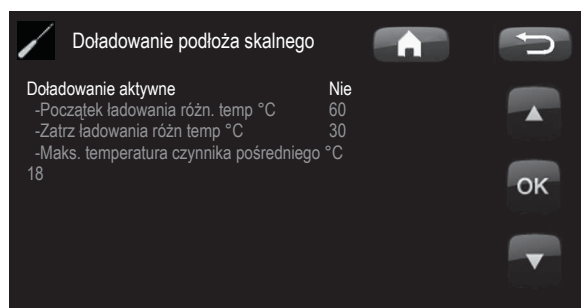 Doładowanie podłoża skalnego
Doładowanie aktywne Nie
-Początek ładowania różn. temp °C 60
-Zatrz ładowania różn temp °C 30
-Maks. temperatura czynnika pośredniego °C
18
OK